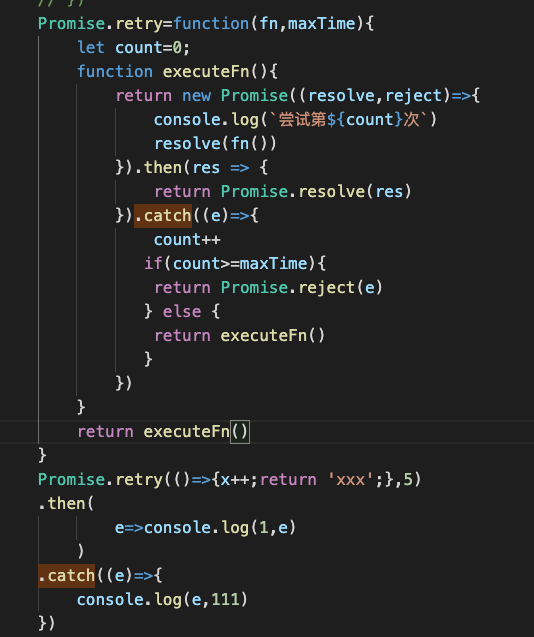 // })
Promise.retry=function(fn,maxTime){
    let count=0;
    function executeFn(){
        return new Promise((resolve,reject)=>{
            console.log(`尝试第${count}次`)
            resolve(fn())
        }).then(res => {
            return Promise.resolve(res)
        }).catch((e)=>{
            count++
           if(count>=maxTime){
            return Promise.reject(e)
           } else {
            return executeFn()
           }
        })
    }
    return executeFn()
}
Promise.retry(()=>{x++;return 'xxx';},5)
.then(
        e=>console.log(1,e)
    )
.catch((e)=>{
    console.log(e,111)
})